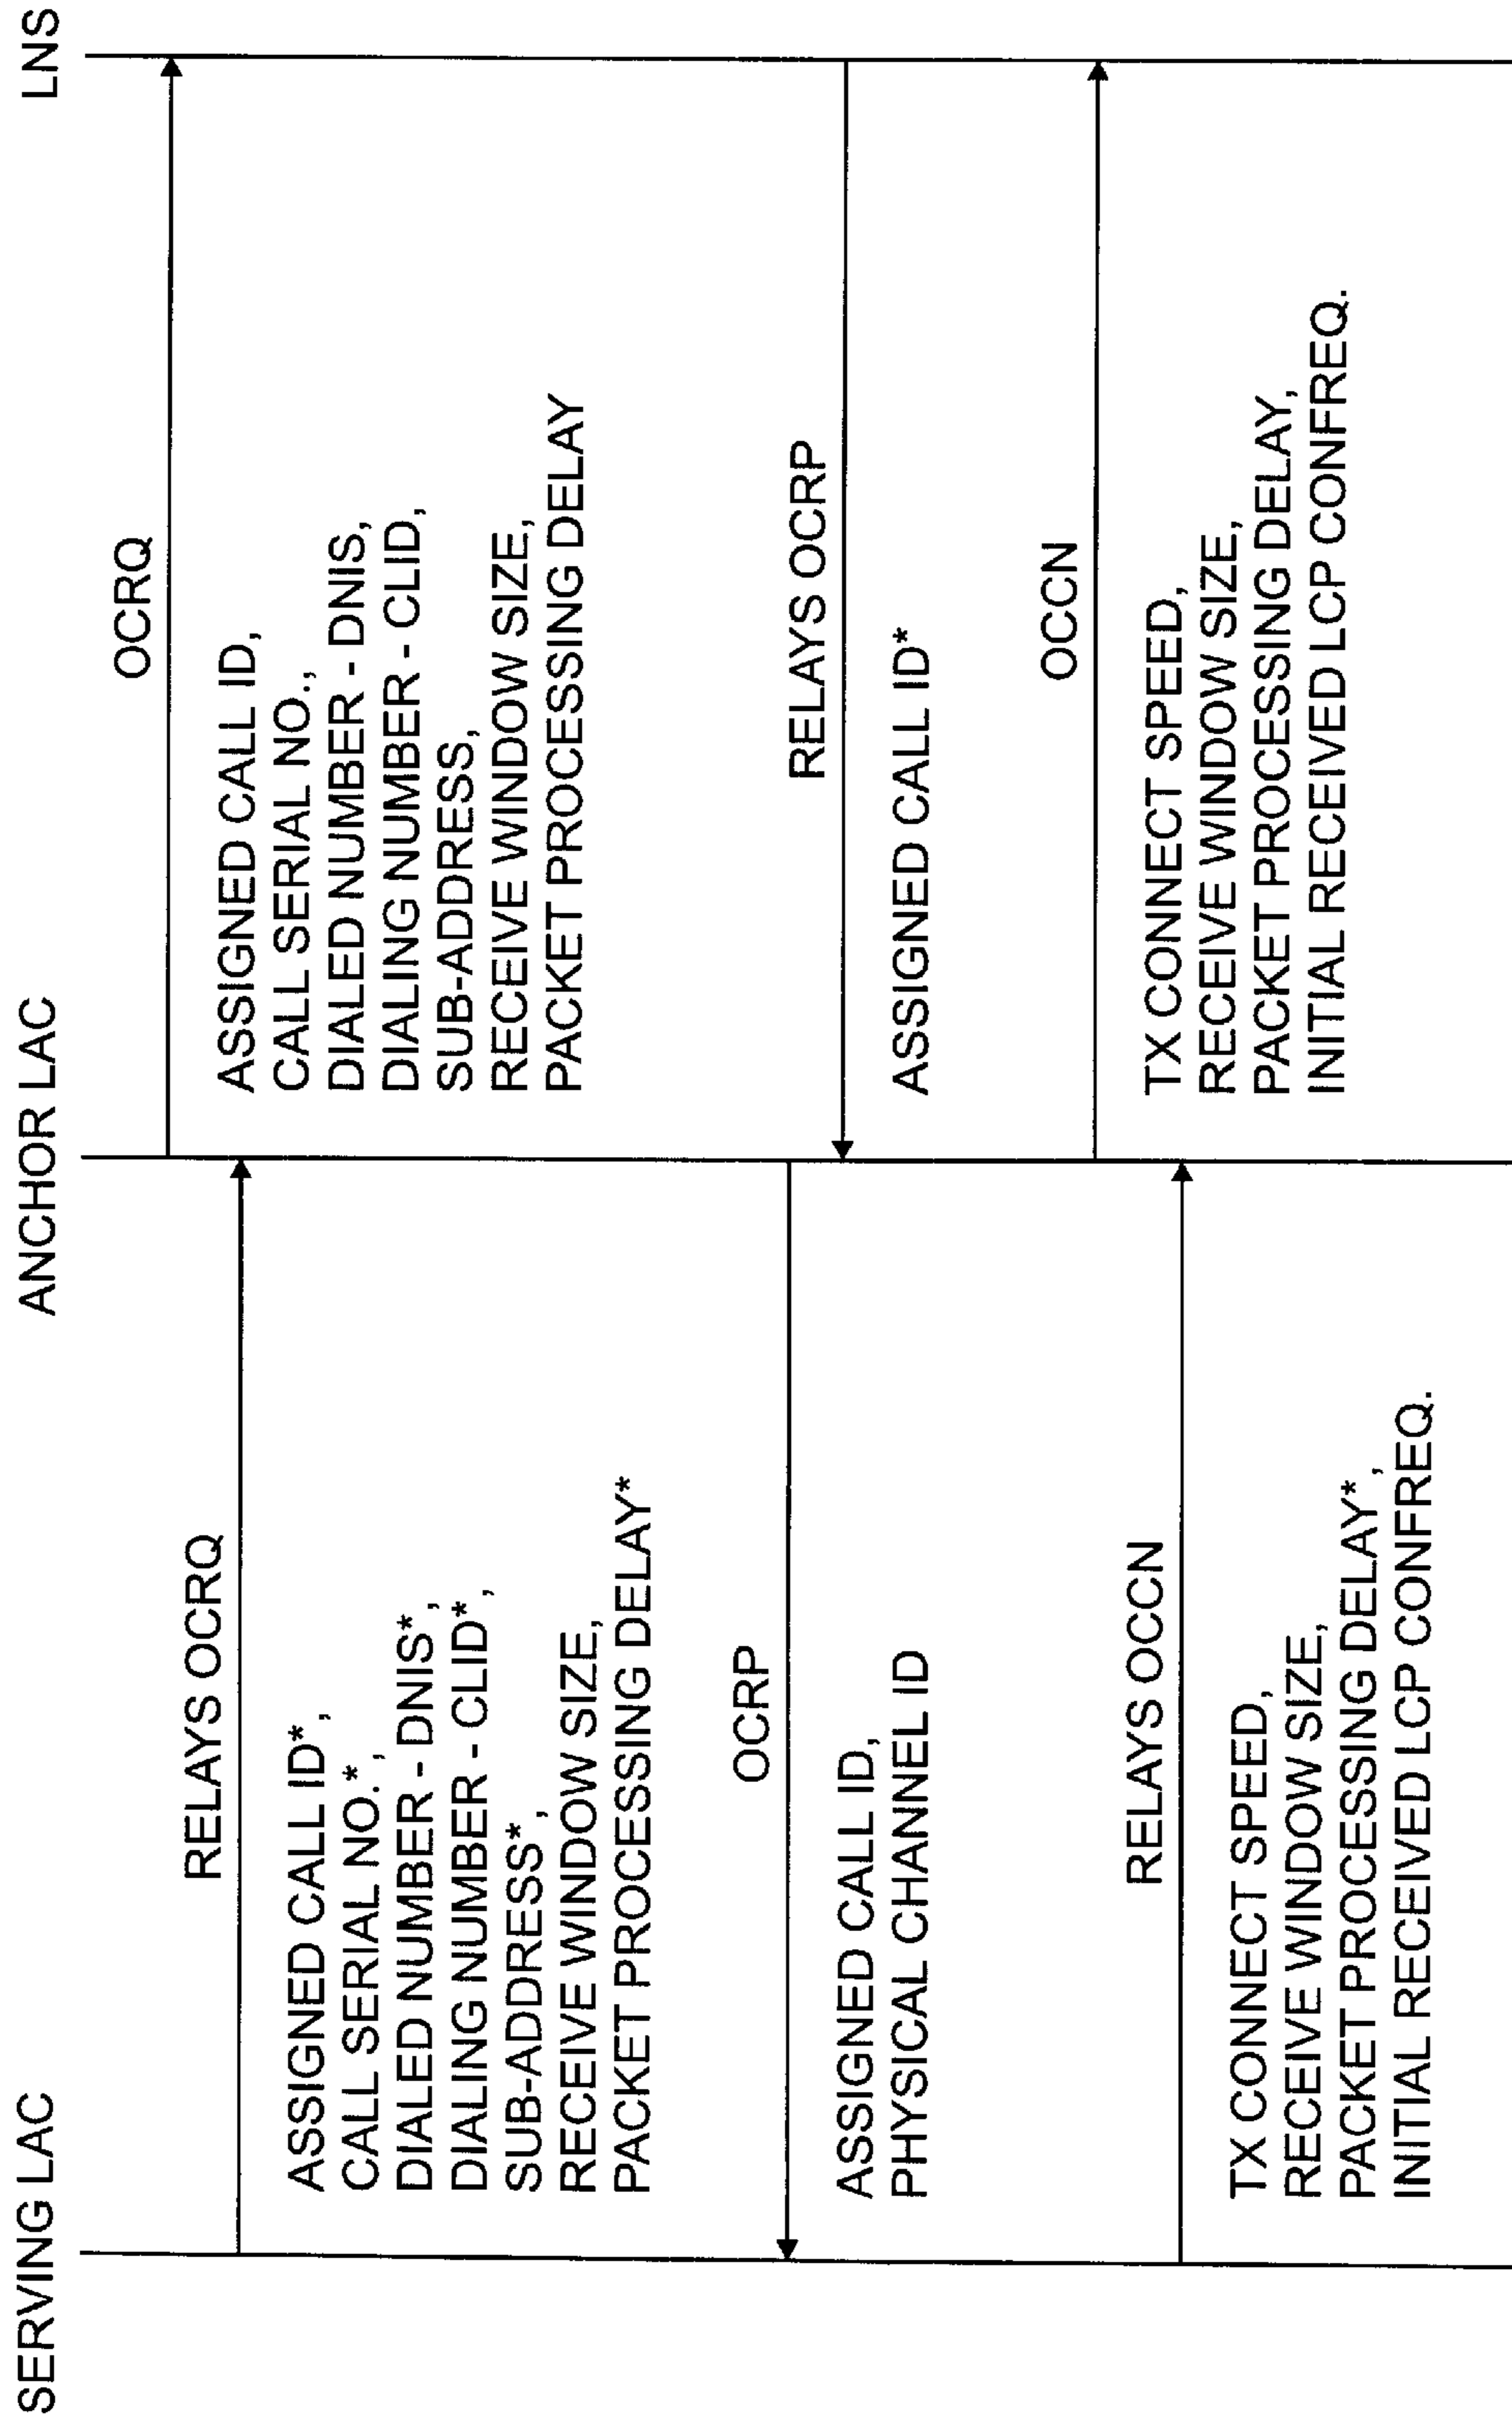 SERVING LAC
ANCHOR LAC
LNS
OCRQ
ASSIGNED CALL ID,
CALL SERIAL NO.,
DIALED NUMBER - DNIS,
DIALING NUMBER - CLID,
SUB-ADDRESS,
RECEIVE WINDOW SIZE,
PACKET PROCESSING DELAY
RELAYS OCRQ
ASSIGNED CALL ID*,
CALL SERIAL NO.*,
DIALED NUMBER - DNIS*,
DIALING NUMBER - CLID*,
SUB-ADDRESS*,
RECEIVE WINDOW SIZE,
PACKET PROCESSING DELAY*
OCRP
ASSIGNED CALL ID,
PHYSICAL CHANNEL ID
RELAYS OCRP
ASSIGNED CALL ID*
OCCN
TX CONNECT SPEED,
RECEIVE WINDOW SIZE,
PACKET PROCESSING DELAY,
INITIAL RECEIVED LCP CONFREQ.
RELAYS OCCN
TX CONNECT SPEED,
RECEIVE WINDOW SIZE,
PACKET PROCESSING DELAY*,
INITIAL RECEIVED LCP CONFREQ.